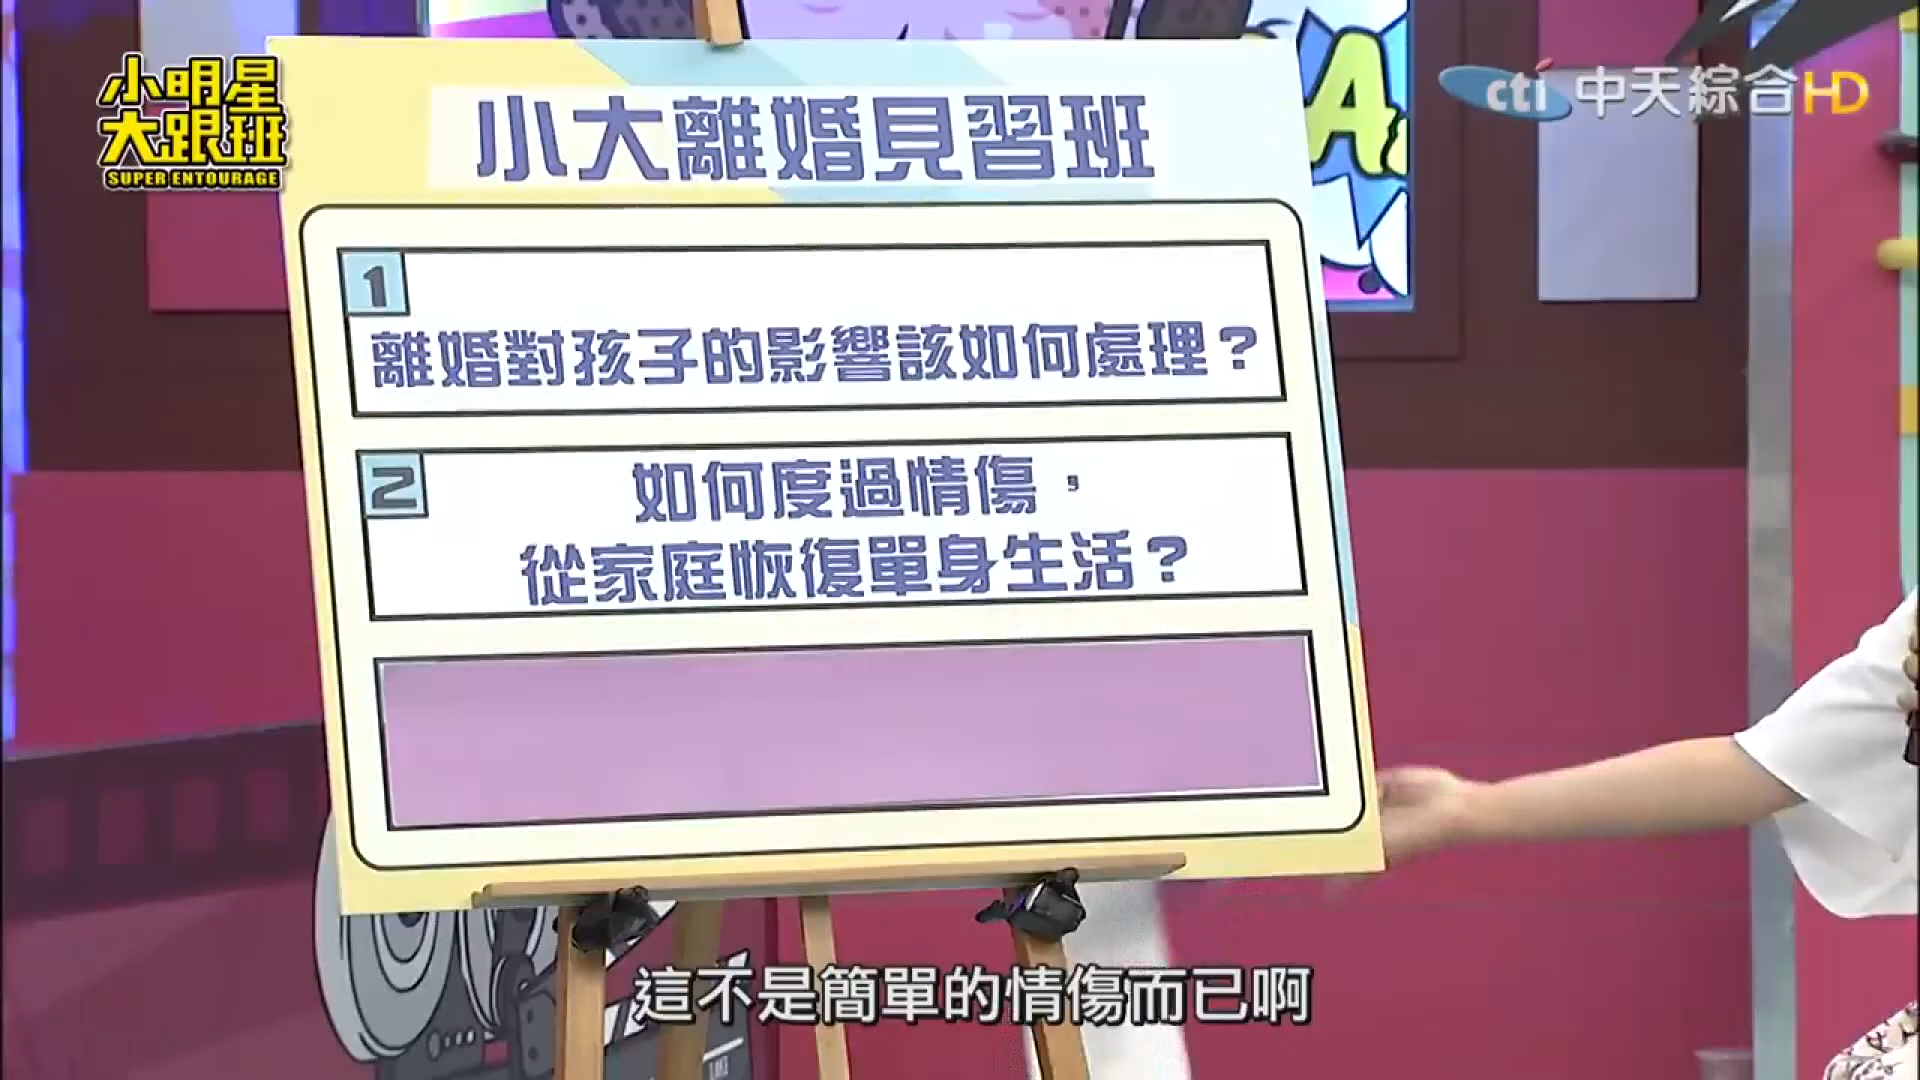 小明星
大跟班
SUPER ENTOURAGE
cti 中天綜合HD
小大離婚見習班
1
離婚對孩子的影響該如何處理？
2
如何度過情傷，
從家庭恢復單身生活？
這不是簡單的情傷而已啊